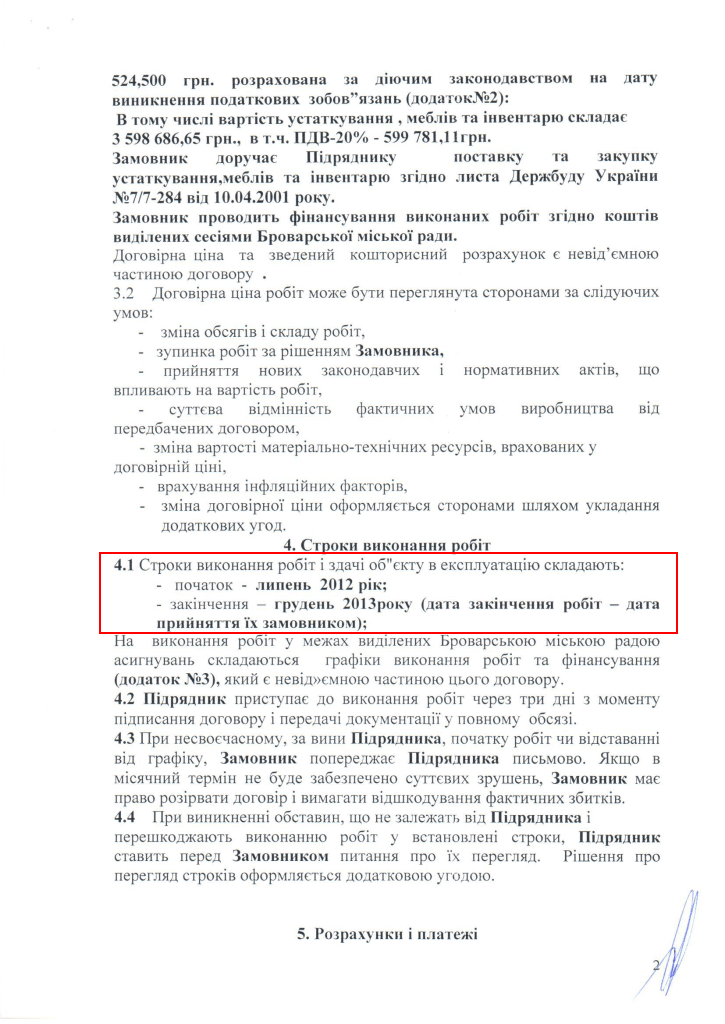 524,500 грн. розрахована за діючим законодавством на дату
виникнення податкових зобов”язань (додаток№2):
В тому числі вартість устаткування , меблів та інвентарю складає
3 598 686,65 грн., в т.ч. ПДВ-20% - 599 781,11грн.
Замовник доручає Підряднику поставку та закупку
устаткування,меблів та інвентарю згідно листа Держбуду України
№7/7-284 від 10.04.2001 року.
Замовник проводить фінансування виконаних робіт згідно коштів
виділених сесіями Броварської міської ради.
Договірна ціна та зведений кошторисний розрахунок є невід’ємною
частиною договору .
3.2 Договірна ціна робіт може бути переглянута сторонами за слідуючих
умов:
- зміна обсягів і складу робіт,
- зупинка робіт за рішенням Замовника,
- прийняття нових законодавчих і нормативних актів, що
впливають на вартість робіт,
- суттєва відмінність фактичних умов виробництва від
передбачених договором,
- зміна вартості матеріально-технічних ресурсів, врахованих у
договірній ціні,
- врахування інфляційних факторів,
- зміна договірної ціни оформляється сторонами шляхом укладання
додаткових угод.
4. Строки виконання робіт
4.1 Строки виконання робіт і здачі об"єкту в експлуатацію складають:
- початок - липень 2012 рік;
- закінчення – грудень 2013року (дата закінчення робіт – дата
прийняття їх замовником);
На виконання робіт у межах виділених Броварською міською радою
асигнувань складаються графіки виконання робіт та фінансування
(додаток №3), який є невід»ємною частиною цього договору.
4.2 Підрядник приступає до виконання робіт через три дні з моменту
підписання договору і передачі документації у повному обсязі.
4.3 При несвоєчасному, за вини Підрядника, початку робіт чи відставанні
від графіку, Замовник попереджає Підрядника письмово. Якщо в
місячний термін не буде забезпечено суттєвих зрушень, Замовник має
право розірвати договір і вимагати відшкодування фактичних збитків.
4.4 При виникненні обставин, що не залежать від Підрядника і
перешкоджають виконанню робіт у встановлені строки, Підрядник
ставить перед Замовником питання про їх перегляд. Рішення про
перегляд строків оформляється додатковою угодою.
5. Розрахунки і платежі
2